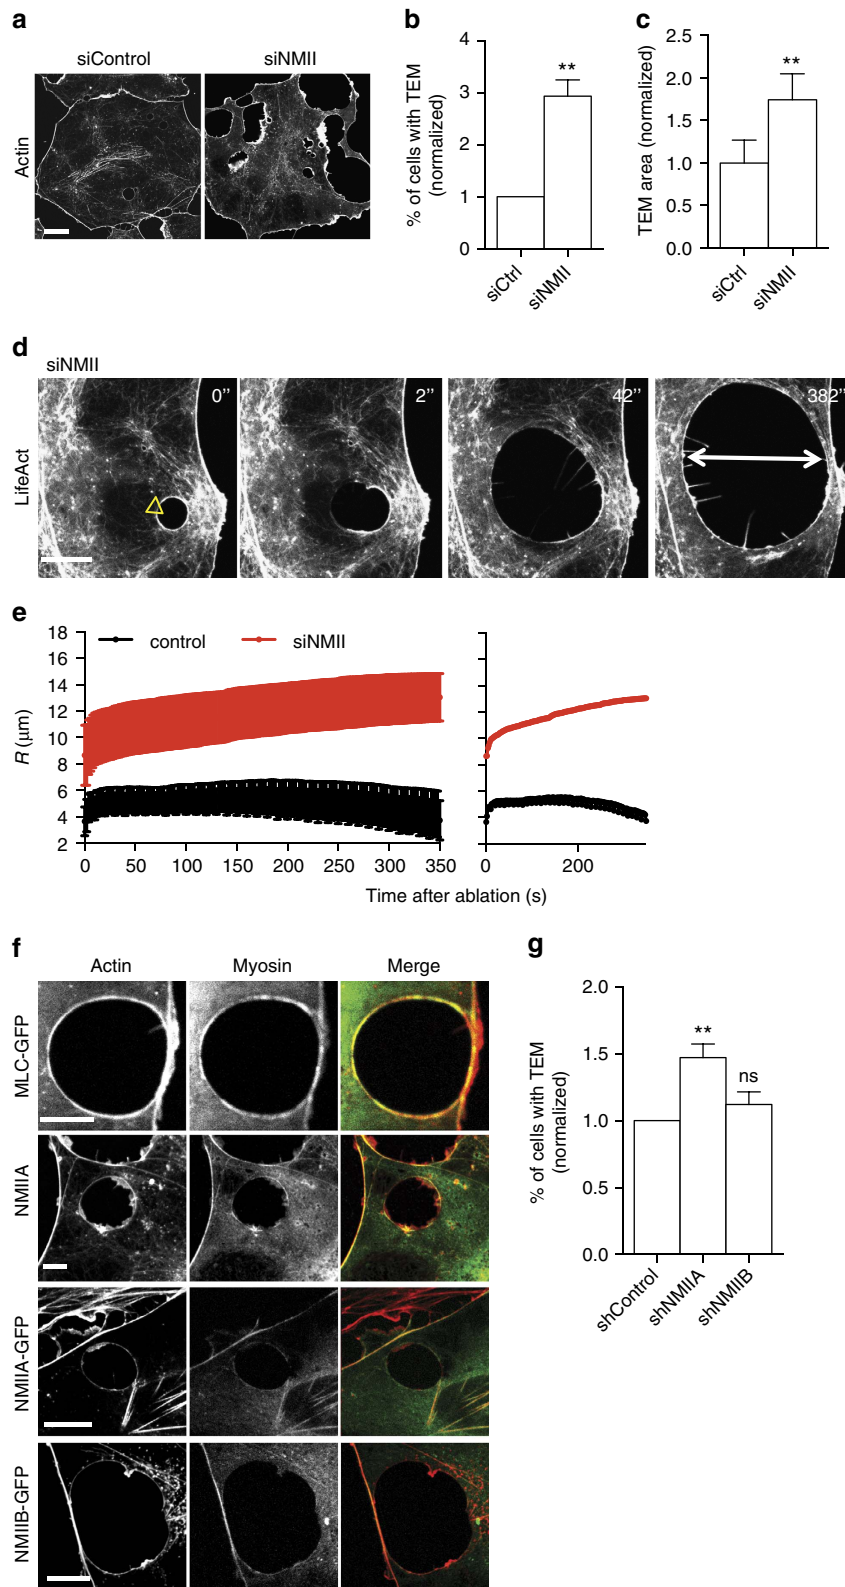 a
siControl siNMII
Actin
b
% of cells with TEM
(normalized)
4
3
2
1
0
**
siCtrl
siNMII
c
TEM area (normalized)
2.5
2.0
1.5
1.0
0.5
0.0
**
siCtrl
siNMII
d
siNMII
LifeAct
0’’ 2’’ 42’’ 382’’
e
R (μm)
18
16
14
12
10
8
6
4
2
control siNMII
0 50 100 150 200 250 300 350
0 200
Time after ablation (s)
f
Actin Myosin Merge
MLC-GFP
NMIIA
NMIIA-GFP
NMIIB-GFP
g
% of cells with TEM
(normalized)
2.0
1.5
1.0
0.5
0.0
**
ns
shControl
shNMIIA
shNMIIB